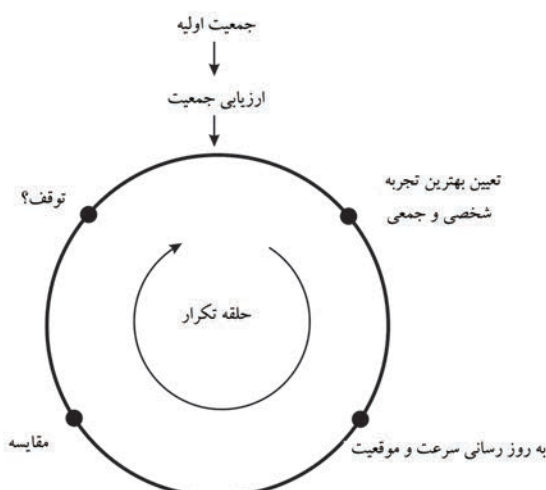 جمعیت اولیه
ارزیابی جمعیت
تعیین بهترین تجربه
شخصی و جمعی
توقف؟
حلقه تکرار
به روز رسانی سرعت و موقعیت
مقایسه